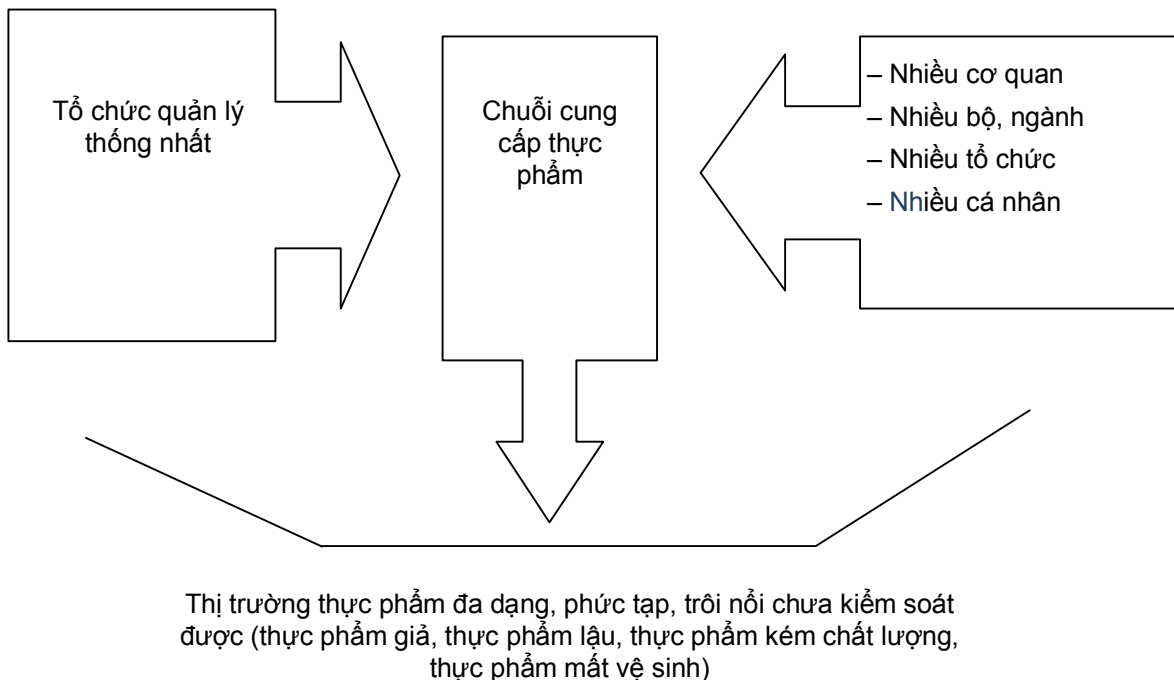 Tổ chức quản lý
thống nhất
Chuỗi cung
cấp thực
phẩm
– Nhiều cơ quan
– Nhiều bộ, ngành
– Nhiều tổ chức
– Nhiều cá nhân
Thị trường thực phẩm đa dạng, phức tạp, trôi nổi chưa kiểm soát
được (thực phẩm giả, thực phẩm lậu, thực phẩm kém chất lượng,
thực phẩm mất vệ sinh)